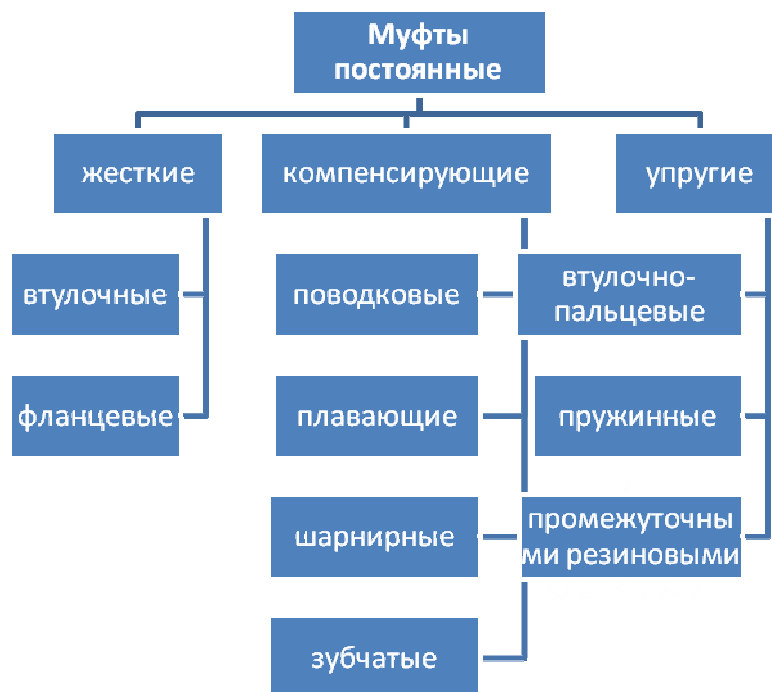 Муфты
постоянные
жесткие
компенсирующие
упругие
втулочные
поводковые
втулочно-
пальцевые
фланцевые
плавающие
пружинные
шарнирные
промежуточны
ми резиновыми
зубчатые